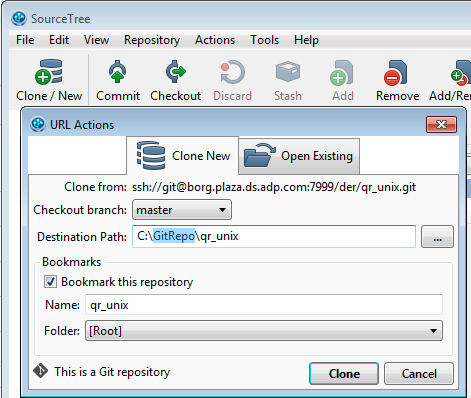 SourceTree
File Edit View Repository Actions Tools Help
Clone / New Commit Checkout Discard Stash Add Remove Add/Re
URL Actions
Clone New Open Existing
Clone from: ssh://git@borg.plaza.ds.adp.com:7999/der/qr_unix.git
Checkout branch: master
Destination Path: C:\GitRepo\qr_unix ...
Bookmarks
Bookmark this repository
Name: qr_unix
Folder: [Root]
This is a Git repository Clone Cancel